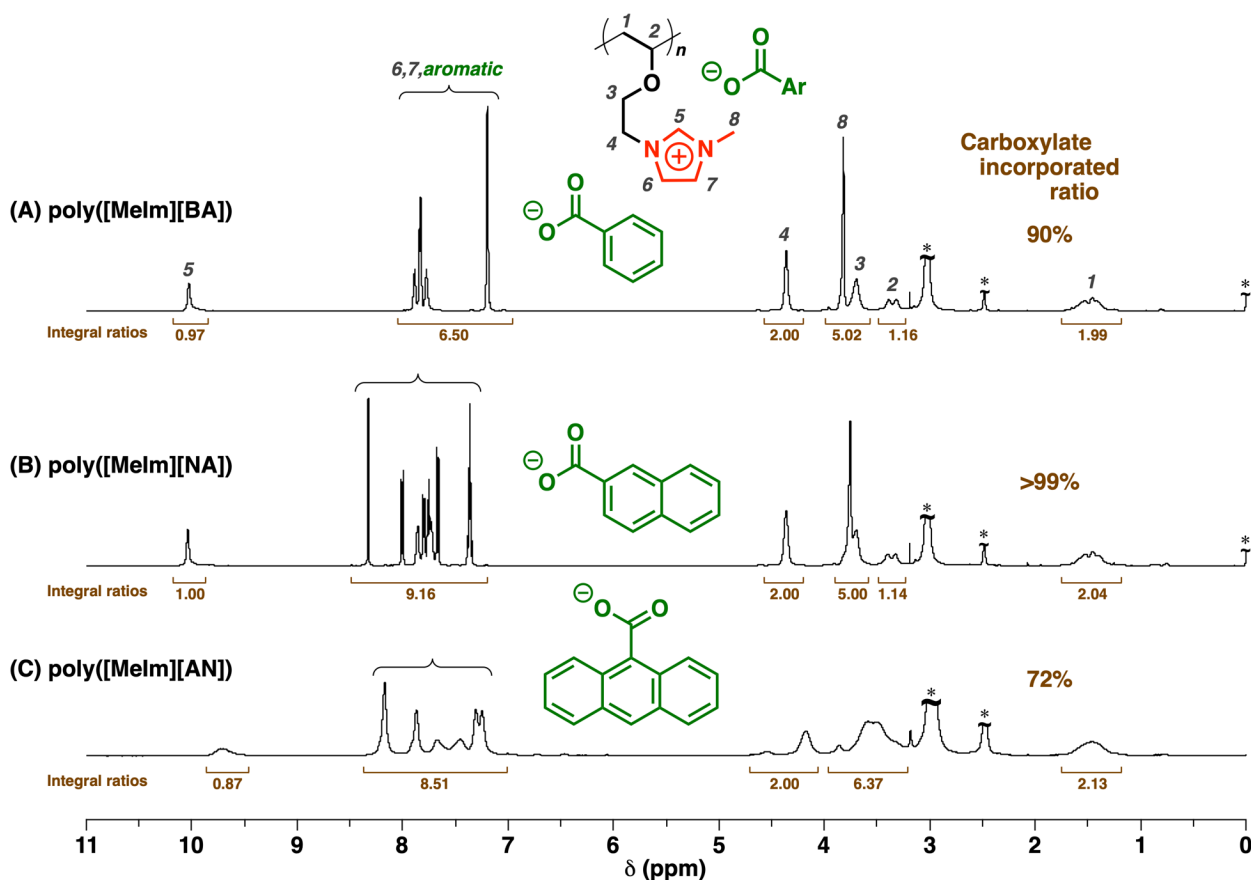 1
2
n
O
O
⊖
O
Ar
6,7,aromatic
3
4
5
8
N
+
N
6
7
8
Carboxylate
incorporated
ratio
(A) poly([MeIm][BA])
⊖
O
O
90%
5
4
3
2
*
*
1
*
Integral ratios
0.97
6.50
2.00
5.02
1.16
1.99
(B) poly([MeIm][NA])
⊖
O
O
>99%
*
*
*
Integral ratios
1.00
9.16
2.00
5.00
1.14
2.04
⊖
O
O
(C) poly([MeIm][AN])
72%
*
*
Integral ratios
0.87
8.51
2.00
6.37
2.13
11 10 9 8 7 6 5 4 3 2 1 0
δ (ppm)